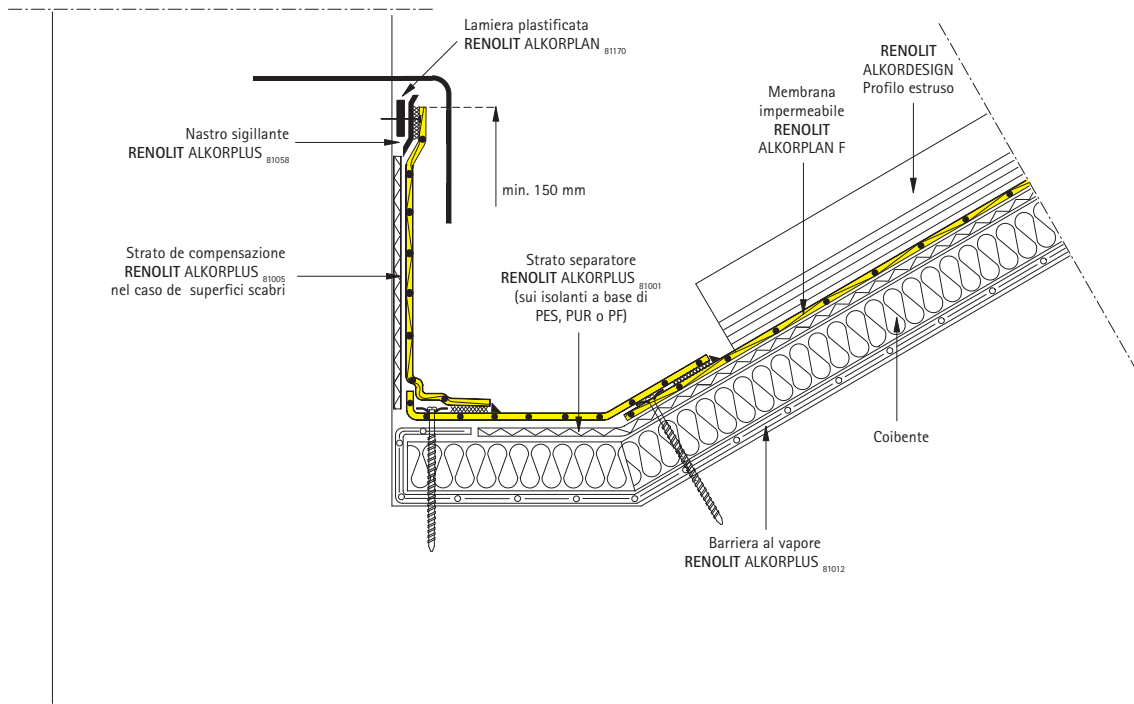 Lamiera plastificata
RENOLIT ALKORPLAN 81170
RENOLIT
ALKORDESIGN
Profilo estruso
Membrana
impermeabile
RENOLIT
ALKORPLAN F
Nastro sigillante
RENOLIT ALKORPLUS 81058
min. 150 mm
Strato de compensazione
RENOLIT ALKORPLUS 81005
nel caso de superfici scabri
Strato separatore
RENOLIT ALKORPLUS 81001
(sui isolanti a base di
PES, PUR o PF)
Coibente
Barriera al vapore
RENOLIT ALKORPLUS 81012